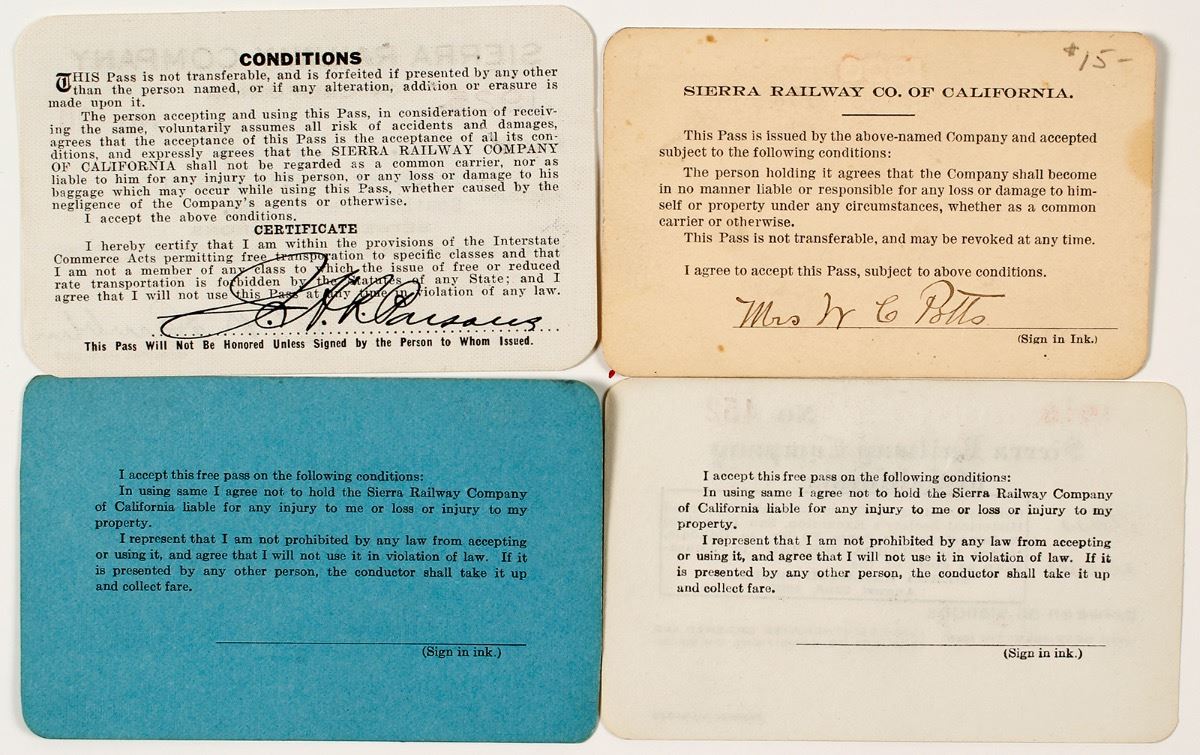 CONDITIONS
THIS Pass is not transferable, and is forfeited if presented by any other
than the person named, or if any alteration, addition or erasure is
made upon it.
The person accepting and using this Pass, in consideration of receiv-
ing the same, voluntarily assumes all risk of accidents and damages,
agrees that the acceptance of this Pass is the acceptance of all its con-
ditions, and expressly agrees that the SIERRA RAILWAY COMPANY
OF CALIFORNIA shall not be regarded as a common carrier, nor as
liable to him for any injury to his person, or any loss or damage to his
baggage which may occur while using this Pass, whether caused by the
negligence of the Company's agents or otherwise.
I accept the above conditions.
CERTIFICATE
I hereby certify that I am within the provisions of the Interstate
Commerce Acts permitting free transporation to specific classes and that
I am not a member of any class to which the issue of free or reduced
rate transportation is forbidden by the statutes of any State; and I
agree that I will not use this Pass at any time in violation of any law.
J. H. R. Parsons
This Pass Will Not Be Honored Unless Signed by the Person to Whom Issued.
$15-
SIERRA RAILWAY CO. OF CALIFORNIA.
This Pass is issued by the above-named Company and accepted
subject to the following conditions:
The person holding it agrees that the Company shall become
in no manner liable or responsible for any loss or damage to him-
self or property under any circumstances, whether as a common
carrier or otherwise.
This Pass is not transferable, and may be revoked at any time.
I agree to accept this Pass, subject to above conditions.
Mrs W C Potts
(Sign in Ink.)
I accept this free pass on the following conditions:
In using same I agree not to hold the Sierra Railway Company
of California liable for any injury to me or loss or injury to my
property.
I represent that I am not prohibited by any law from accepting
or using it, and agree that I will not use it in violation of law. If it
is presented by any other person, the conductor shall take it up
and collect fare.
(Sign in ink.)
I accept this free pass on the following conditions:
In using same I agree not to hold the Sierra Railway Company
of California liable for any injury to me or loss or injury to my
property.
I represent that I am not prohibited by any law from accepting
or using it, and agree that I will not use it in violation of law. If it
is presented by any other person, the conductor shall take it up
and collect fare.
(Sign in ink.)